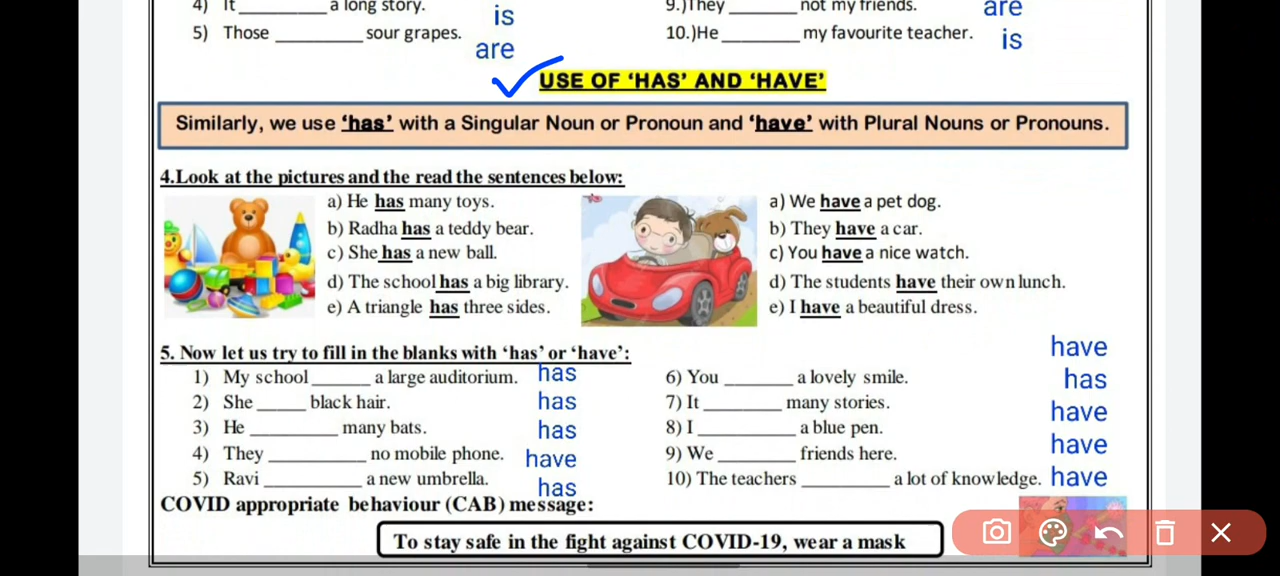 4) It __________ a long story. is
9.)They ________ not my friends. are
5) Those __________ sour grapes. are
10.)He _________ my favourite teacher. is
USE OF ‘HAS’ AND ‘HAVE’
Similarly, we use ‘has’ with a Singular Noun or Pronoun and ‘have’ with Plural Nouns or Pronouns.
4.Look at the pictures and the read the sentences below:
a) He has many toys.
b) Radha has a teddy bear.
c) She has a new ball.
d) The school has a big library.
e) A triangle has three sides.
a) We have a pet dog.
b) They have a car.
c) You have a nice watch.
d) The students have their own lunch.
e) I have a beautiful dress.
5. Now let us try to fill in the blanks with ‘has’ or ‘have’:
1) My school ______ a large auditorium. has
2) She _____ black hair. has
3) He _________ many bats. has
4) They __________ no mobile phone. have
5) Ravi __________ a new umbrella. has
6) You _______ a lovely smile. have
7) It ________ many stories. has
8) I __________ a blue pen. have
9) We ________ friends here. have
10) The teachers _________ a lot of knowledge. have
COVID appropriate behaviour (CAB) message:
To stay safe in the fight against COVID-19, wear a mask